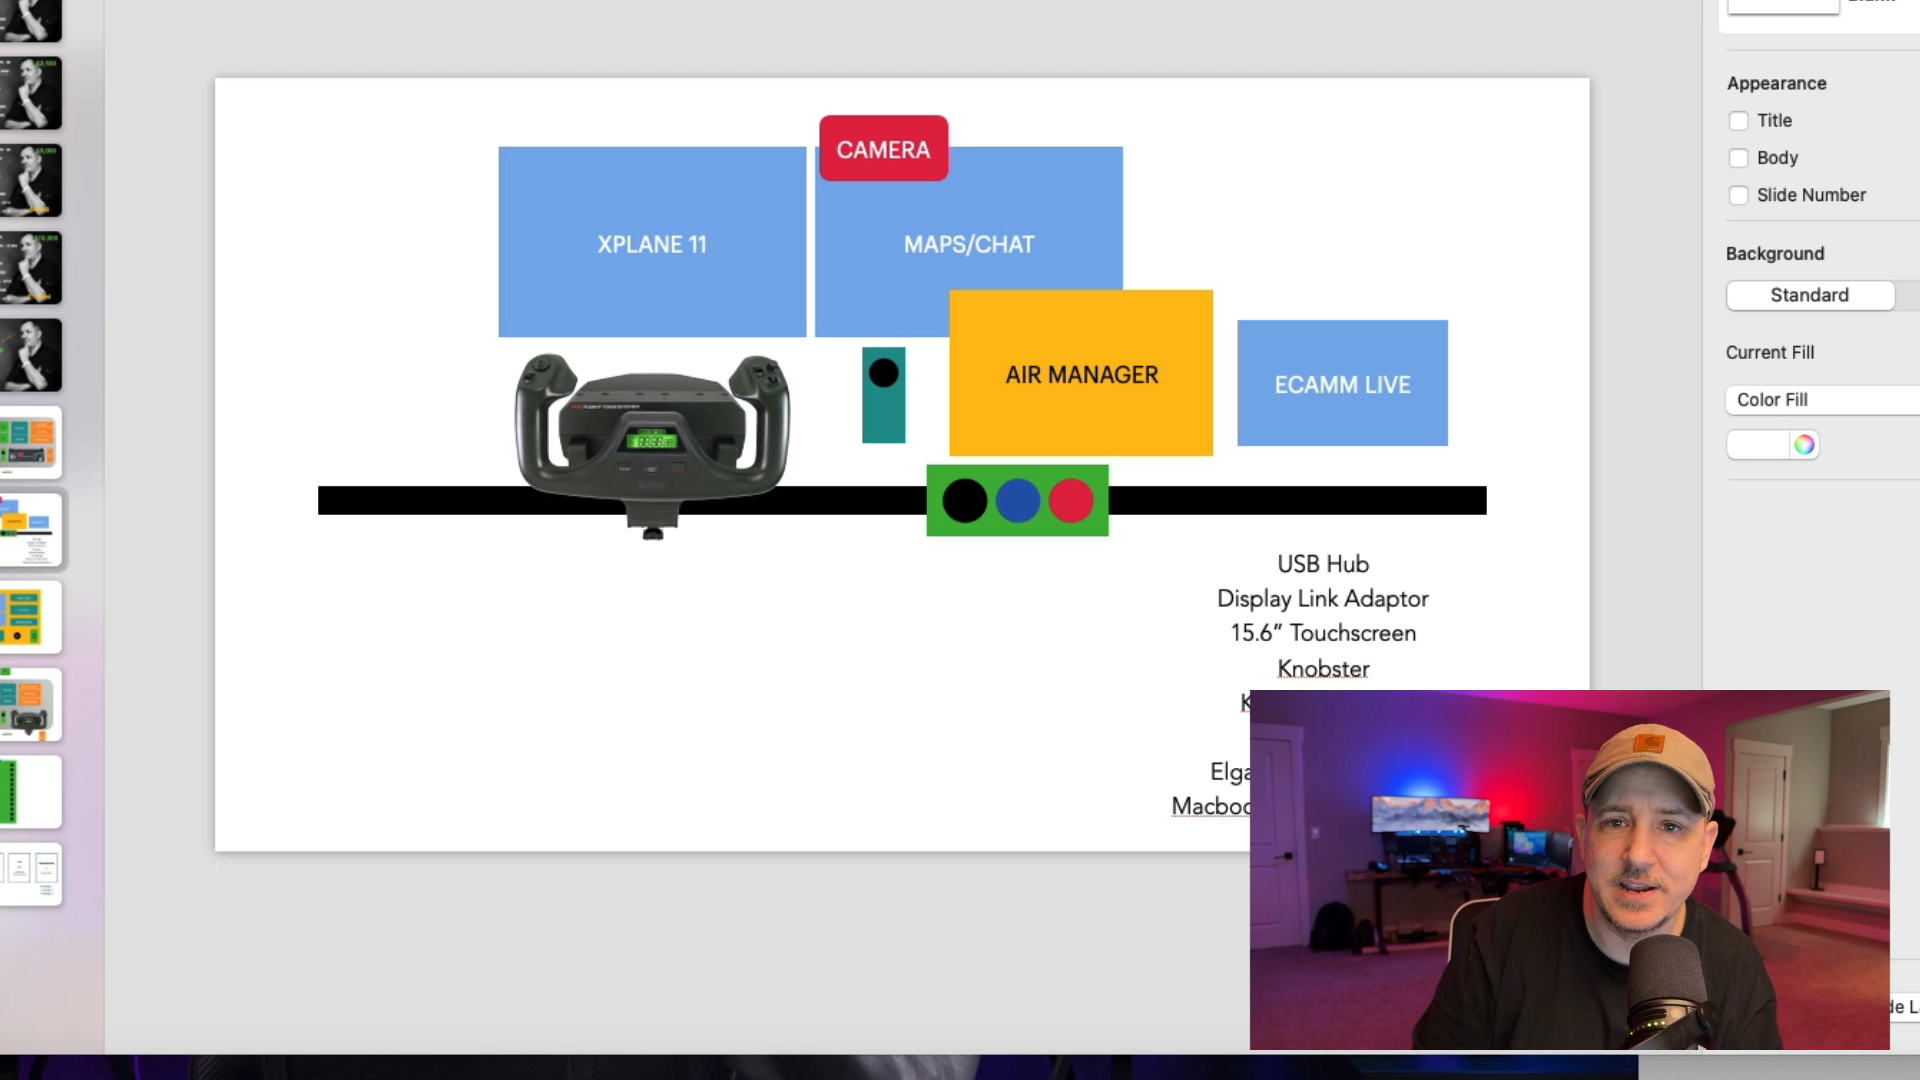 CAMERA
XPLANE 11
MAPS/CHAT
AIR MANAGER
ECAMM LIVE
USB Hub
Display Link Adaptor
15.6” Touchscreen
Knobster
Appearance
Title
Body
Slide Number
Background
Standard
Current Fill
Color Fill